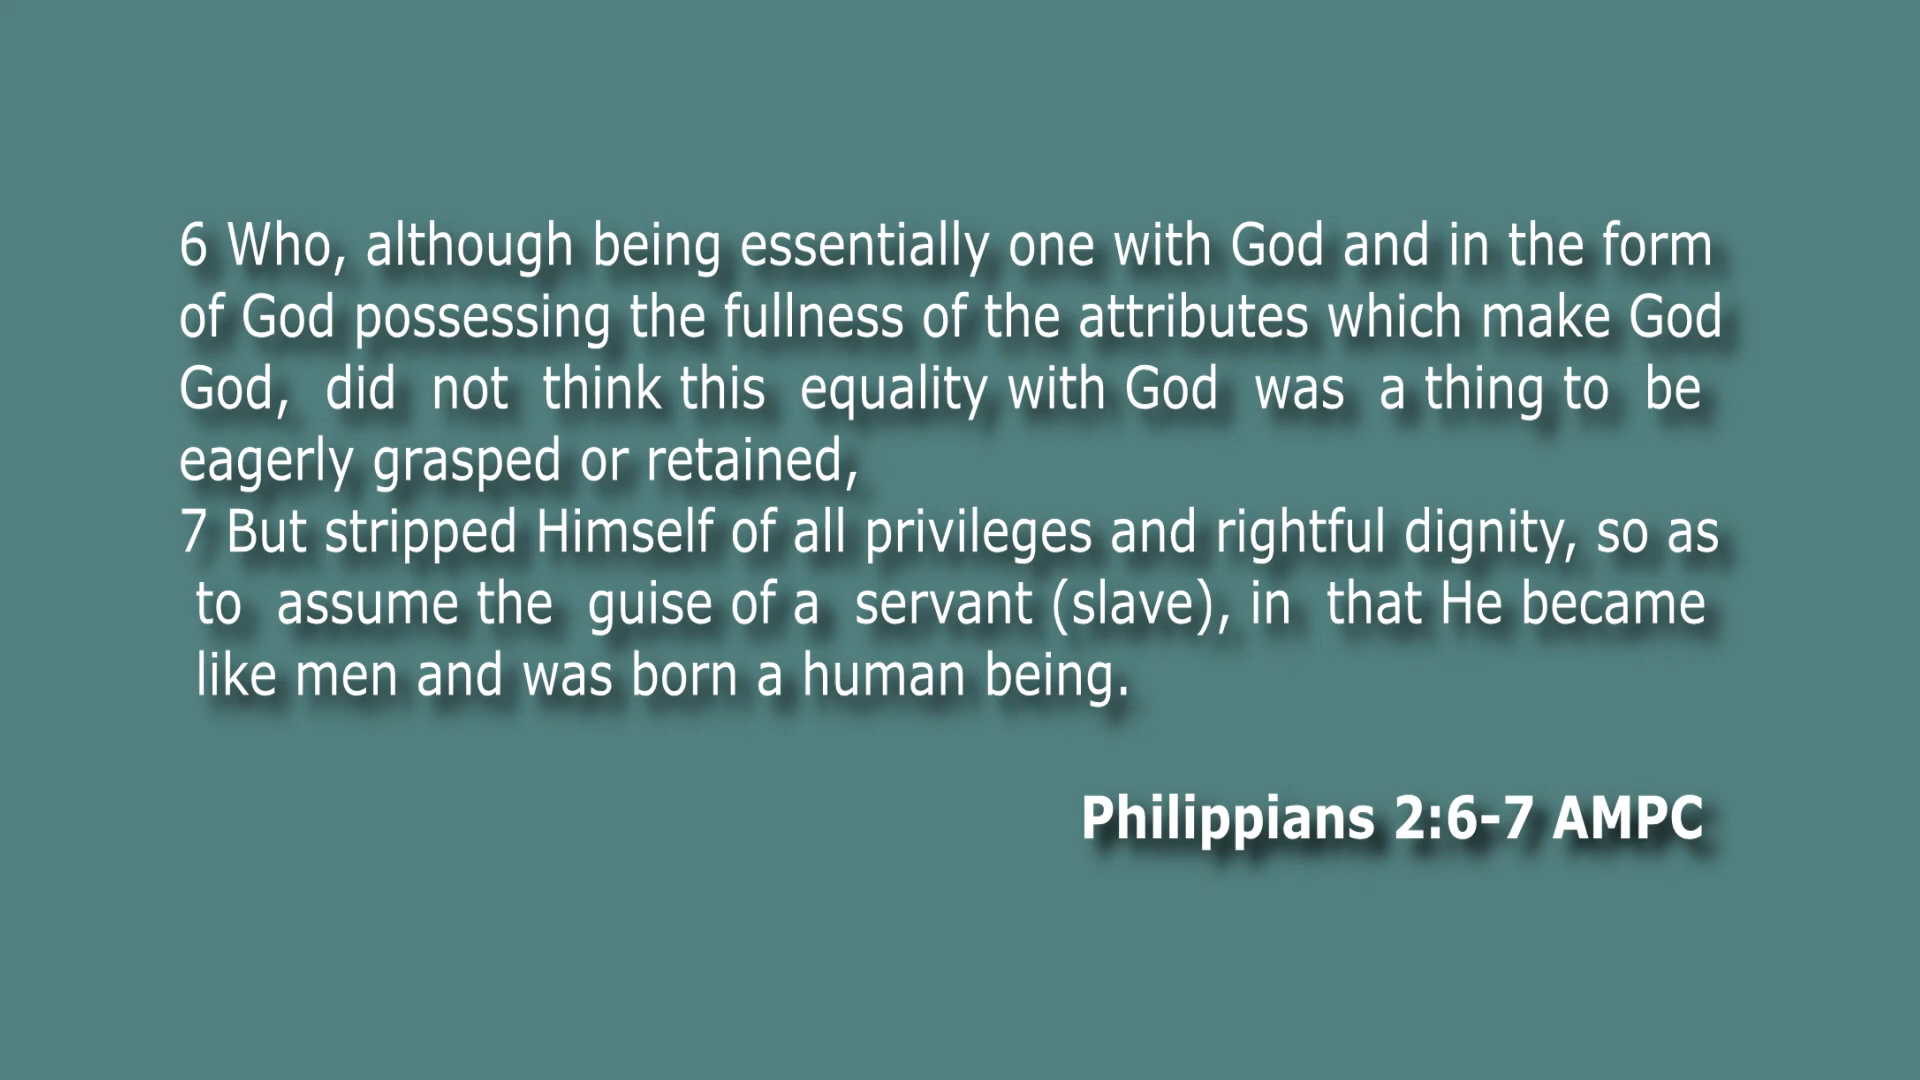 6 Who, although being essentially one with God and in the form
of God possessing the fullness of the attributes which make God
God, did not think this equality with God was a thing to be
eagerly grasped or retained,
7 But stripped Himself of all privileges and rightful dignity, so as
to assume the guise of a servant (slave), in that He became
like men and was born a human being.
Philippians 2:6-7 AMPC